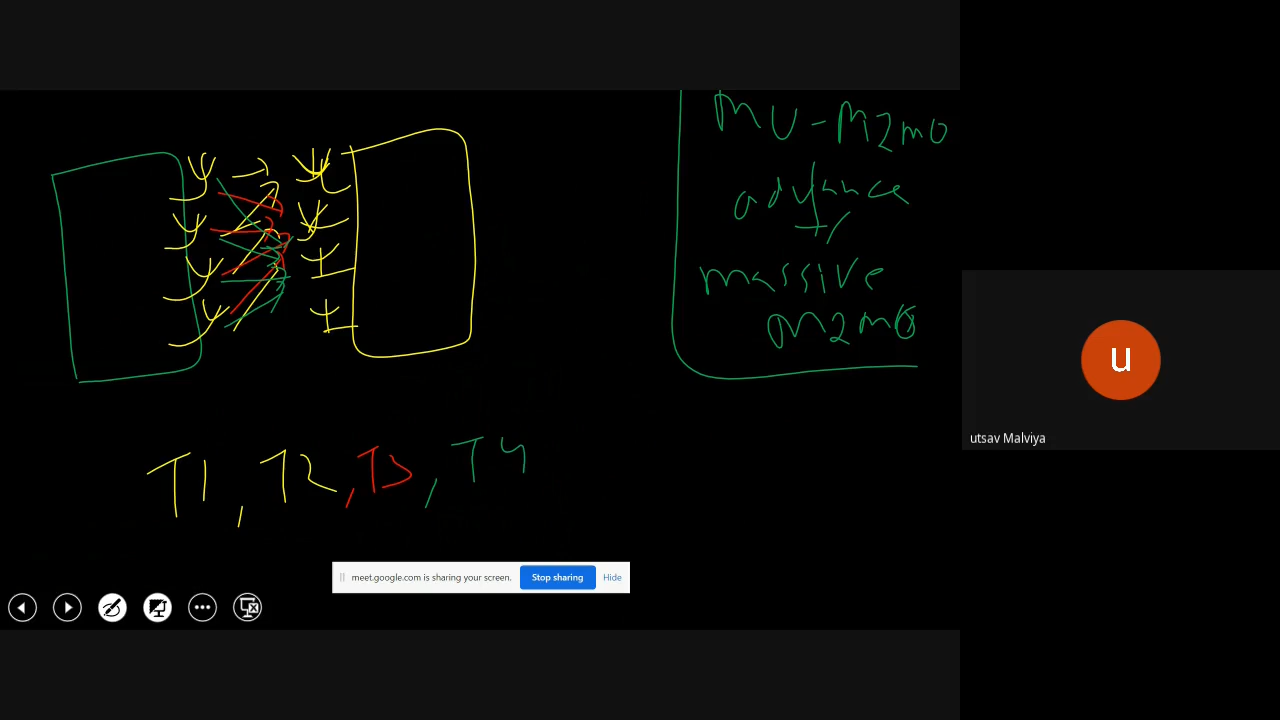 MU-MIMO
advance
massive
MIMO
T1, T2, T3, T4
meet.google.com is sharing your screen. Stop sharing Hide
u
utsav Malviya